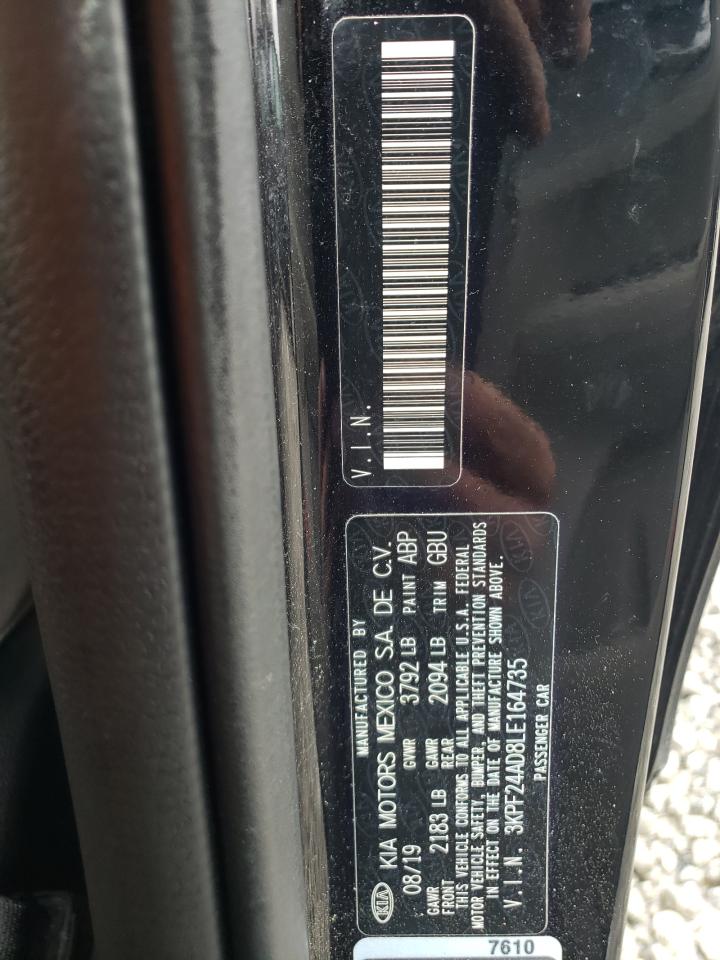 V.I.N.
MANUFACTURED BY
KIA KIA MOTORS MEXICO S.A. DE C.V.
08/19 GVWR 3792 LB PAINT ABP
GAWR FRONT 2183 LB GAWR REAR 2094 LB TRIM GBU
THIS VEHICLE CONFORMS TO ALL APPLICABLE U.S.A. FEDERAL
MOTOR VEHICLE SAFETY, BUMPER, AND THEFT PREVENTION STANDARDS
IN EFFECT ON THE DATE OF MANUFACTURE SHOWN ABOVE.
V.I.N. 3KPF24AD8LE164735
PASSENGER CAR
7610